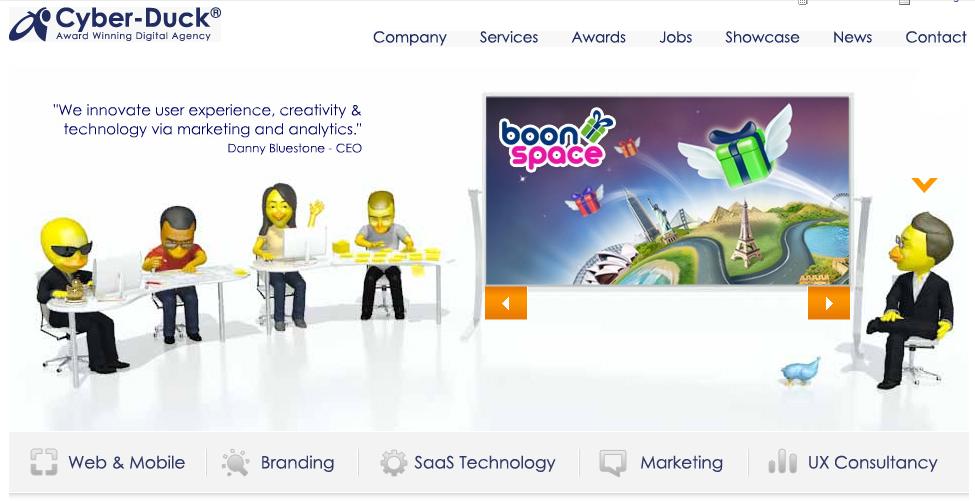 Cyber-Duck®
Award Winning Digital Agency
Company Services Awards Jobs Showcase News Contact
"We innovate user experience, creativity &
technology via marketing and analytics."
Danny Bluestone - CEO
boon
space
Web & Mobile Branding SaaS Technology Marketing UX Consultancy